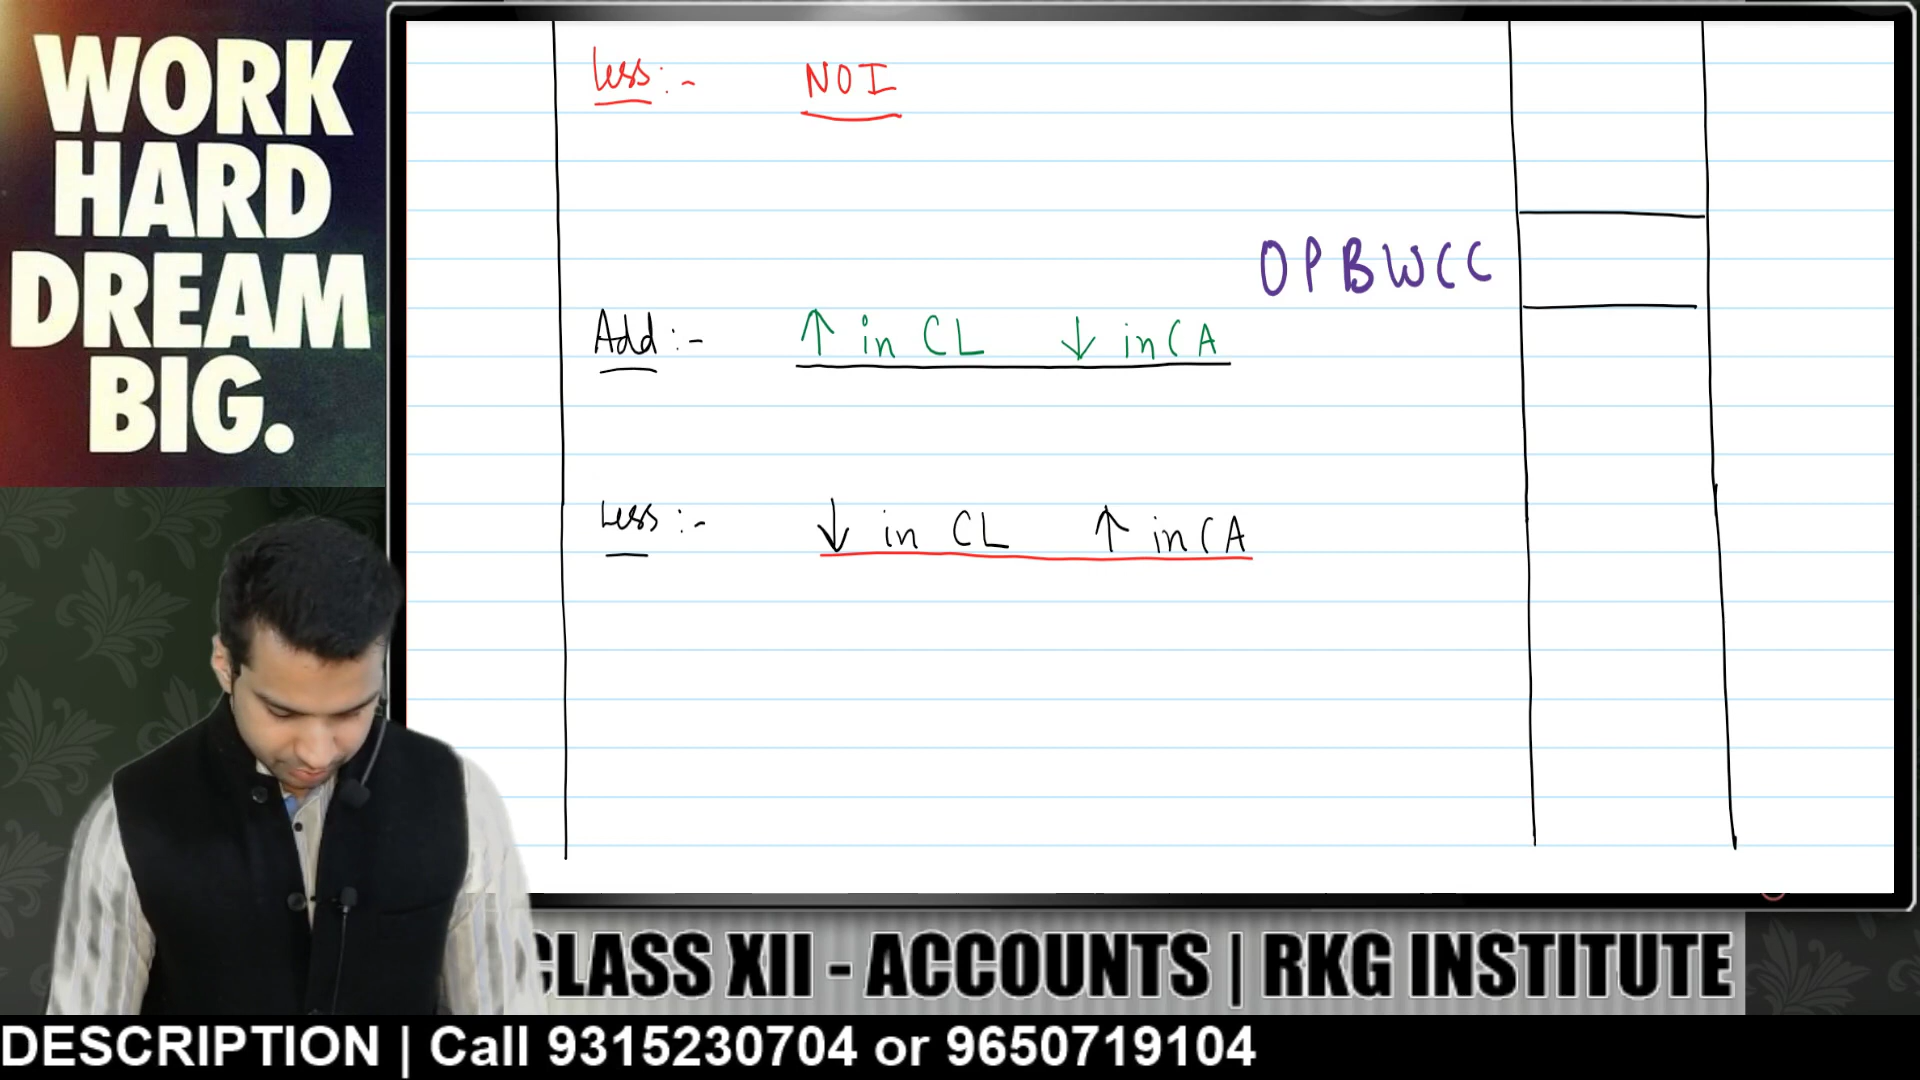 WORK
HARD
DREAM
BIG.
Less:- NOI
OPBWCC
Add:- ↑ in CL ↓ in CA
Less:- ↓ in CL ↑ in CA
CLASS XII - ACCOUNTS | RKG INSTITUTE
DESCRIPTION | Call 9315230704 or 9650719104